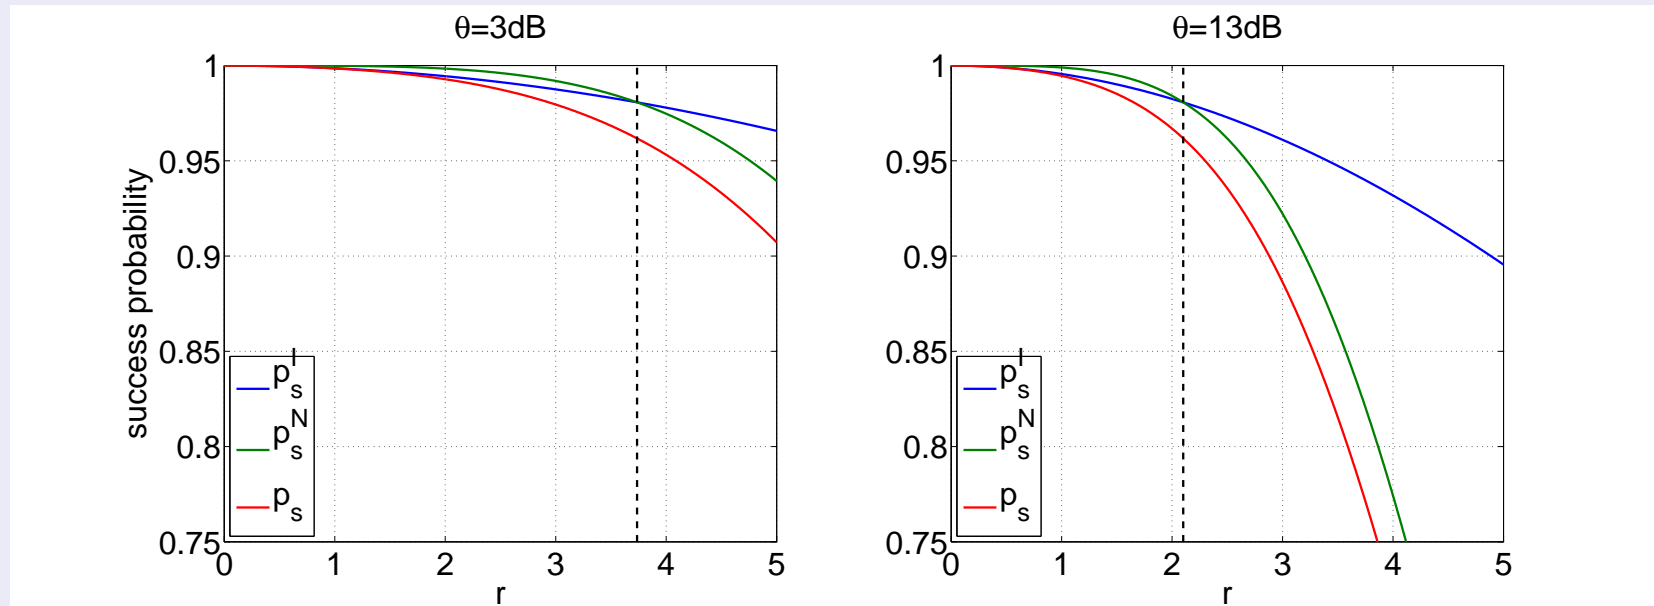 θ=3dB
1
0.95
0.9
0.85
0.8
0.75
success probability
p_s^I
p_s^N
p_s
0 1 2 3 4 5
r
θ=13dB
1
0.95
0.9
0.85
0.8
0.75
p_s^I
p_s^N
p_s
0 1 2 3 4 5
r